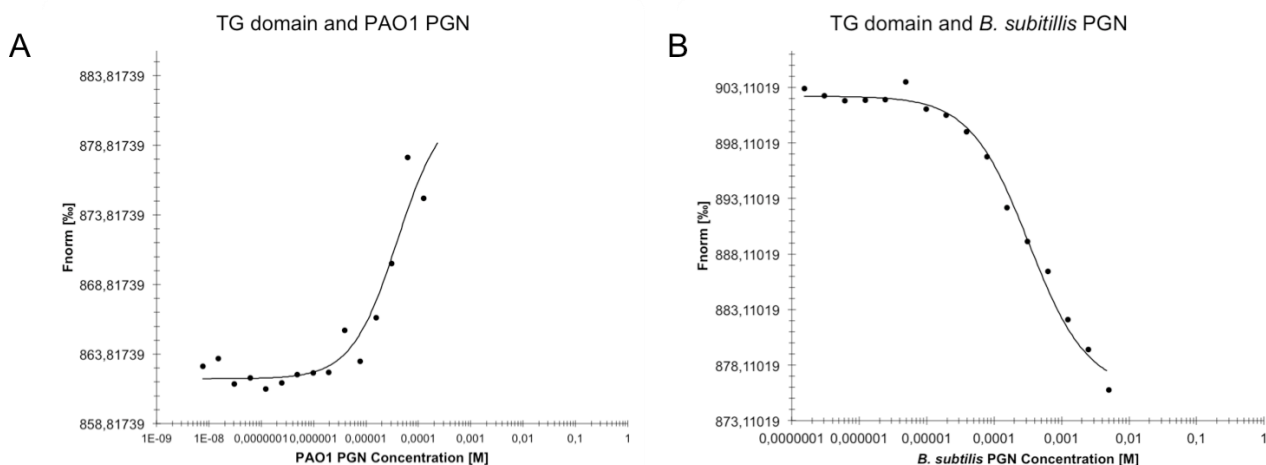 TG domain and PAO1 PGN
A
883,81739
878,81739
873,81739
868,81739
863,81739
858,81739
Fnorm [‰]
1E-09 1E-08 0,0000001 0,000001 0,00001 0,0001 0,001 0,01 0,1 1
PAO1 PGN Concentration [M]
TG domain and B. subitillis PGN
B
903,11019
898,11019
893,11019
888,11019
883,11019
878,11019
873,11019
Fnorm [‰]
0,0000001 0,000001 0,00001 0,0001 0,001 0,01 0,1 1
B. subtilis PGN Concentration [M]